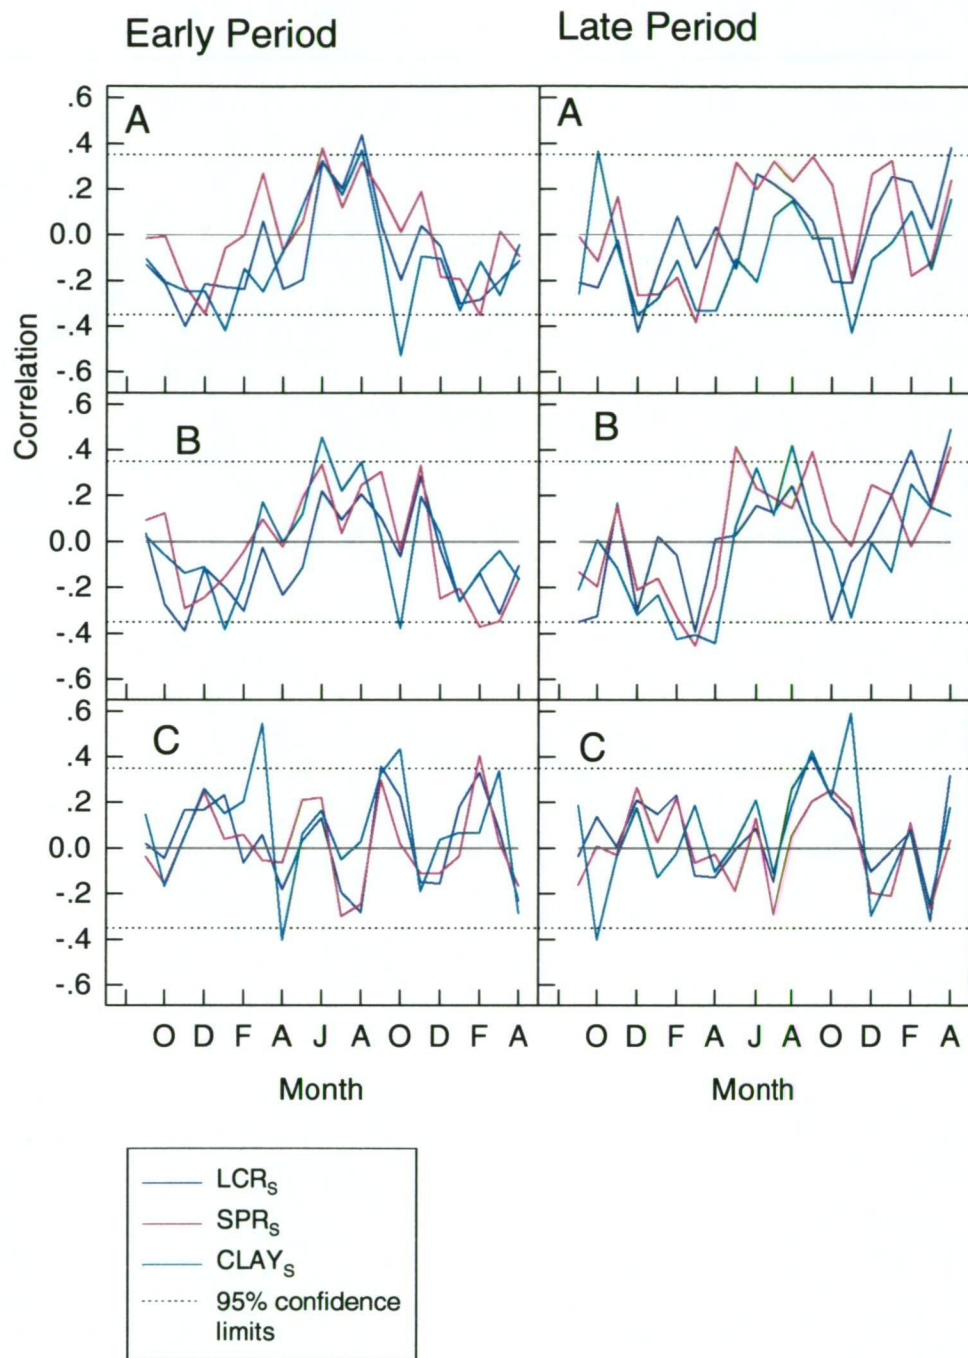 Early Period Late Period
A A
.6
.4
.2
0.0
-.2
-.4
-.6
Correlation
B B
.6
.4
.2
0.0
-.2
-.4
-.6
C C
.6
.4
.2
0.0
-.2
-.4
-.6
O D F A J A O D F A O D F A J A O D F A
Month Month
LCRS
SPRS
CLAYS
95% confidence
limits